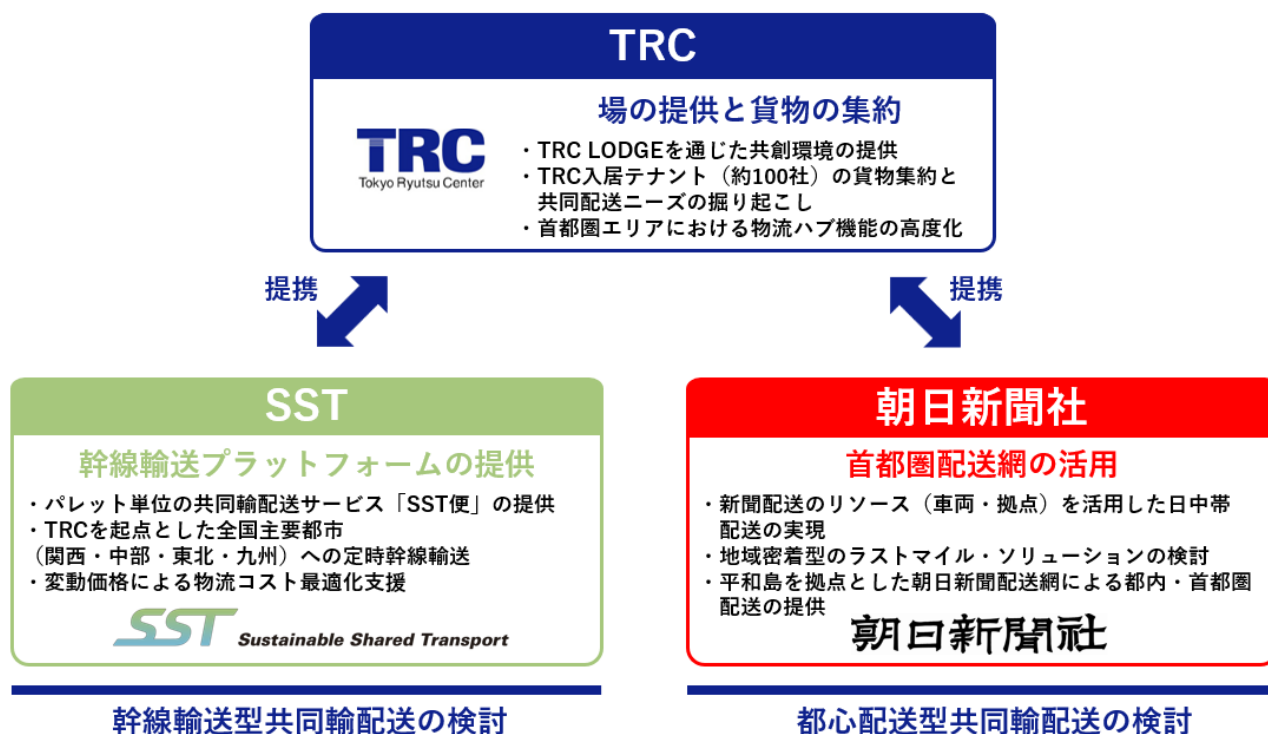 TRC
場の提供と貨物の集約
TRC
Tokyo Ryutsu Center
・TRC LODGEを通じた共創環境の提供
・TRC入居テナント（約100社）の貨物集約と
共同配送ニーズの掘り起こし
・首都圏エリアにおける物流ハブ機能の高度化
提携
提携
SST
幹線輸送プラットフォームの提供
・パレット単位の共同輸配送サービス「SST便」の提供
・TRCを起点とした全国主要都市
（関西・中部・東北・九州）への定時幹線輸送
・変動価格による物流コスト最適化支援
SST Sustainable Shared Transport
幹線輸送型共同輸配送の検討
朝日新聞社
首都圏配送網の活用
・新聞配送のリソース（車両・拠点）を活用した日中帯
配送の実現
・地域密着型のラストマイル・ソリューションの検討
・平和島を拠点とした朝日新聞配送網による都内・首都圏
配送の提供
朝日新聞社
都心配送型共同輸配送の検討